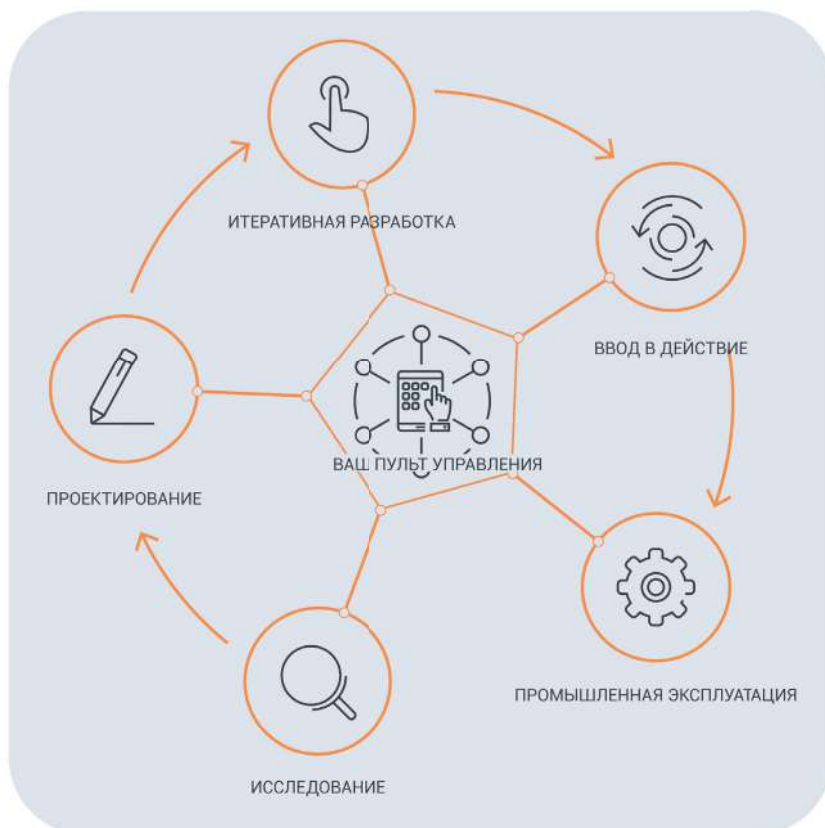 ИТЕРАТИВНАЯ РАЗРАБОТКА
ВВОД В ДЕЙСТВИЕ
ВАШ ПУЛЬТ УПРАВЛЕНИЯ
ПРОЕКТИРОВАНИЕ
ПРОМЫШЛЕННАЯ ЭКСПЛУАТАЦИЯ
ИССЛЕДОВАНИЕ